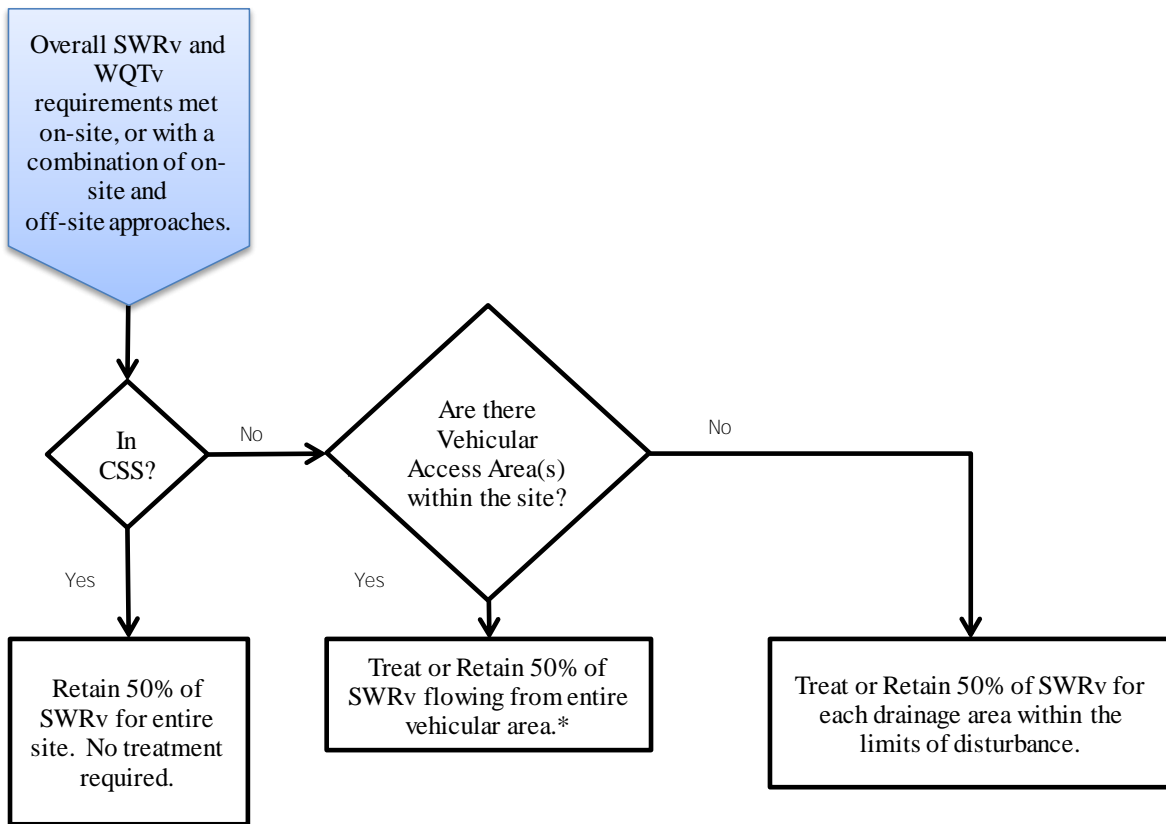 Overall SWRv and
WQTv
requirements met
on-site, or with a
combination of on-
site and
off-site approaches.
In
CSS?
No
Are there
Vehicular
Access Area(s)
within the site?
No
Yes
Yes
Retain 50% of
SWRv for entire
site. No treatment
required.
Treat or Retain 50% of
SWRv flowing from entire
vehicular area.*
Treat or Retain 50% of SWRv for
each drainage area within the
limits of disturbance.